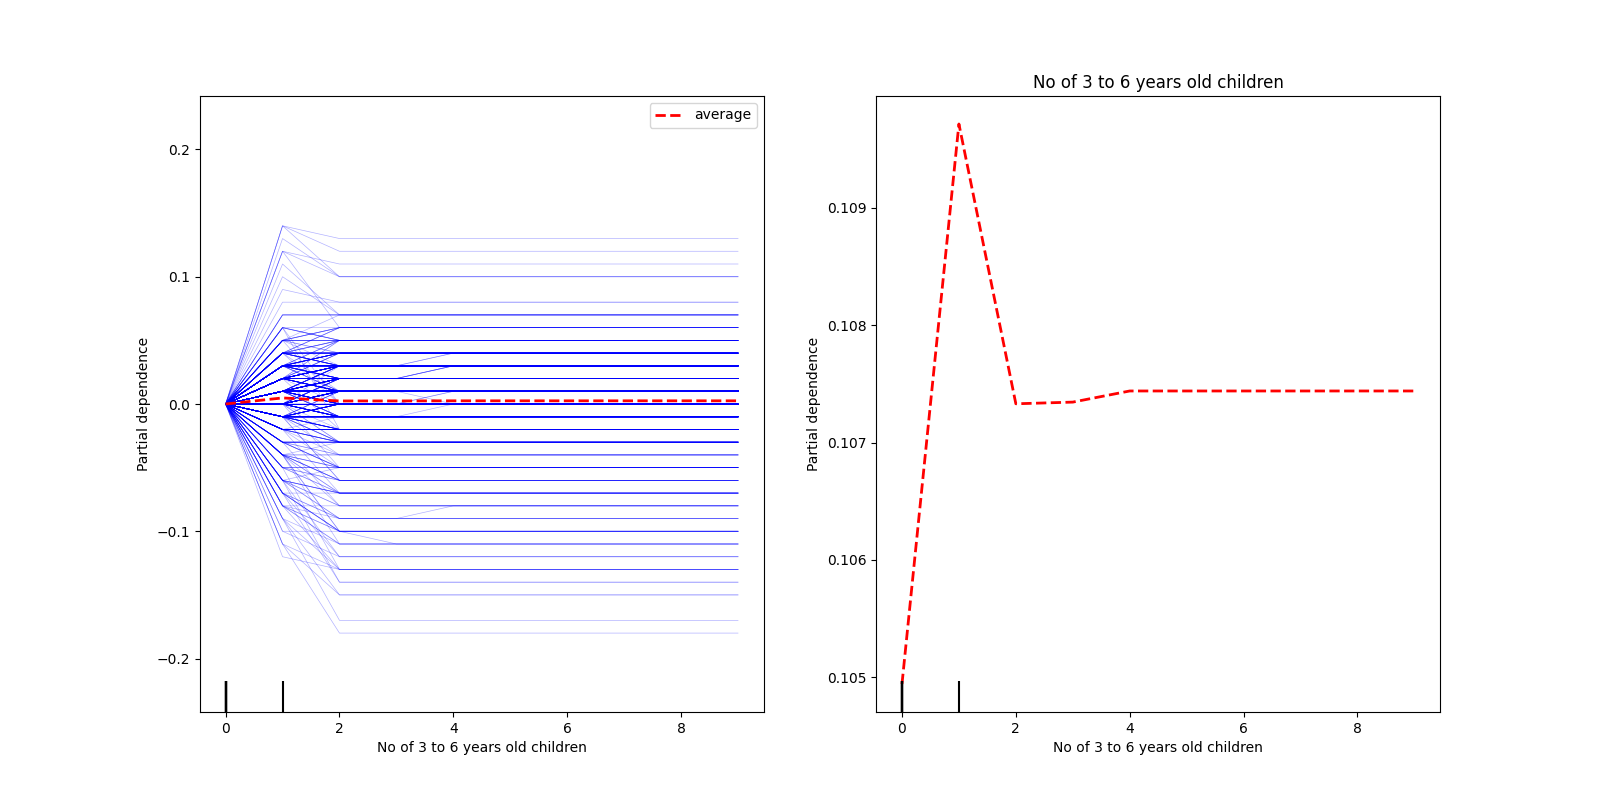 average
0.2
0.1
0.0
−0.1
−0.2
Partial dependence
0 2 4 6 8
No of 3 to 6 years old children
No of 3 to 6 years old children
0.109
0.108
0.107
0.106
0.105
Partial dependence
0 2 4 6 8
No of 3 to 6 years old children